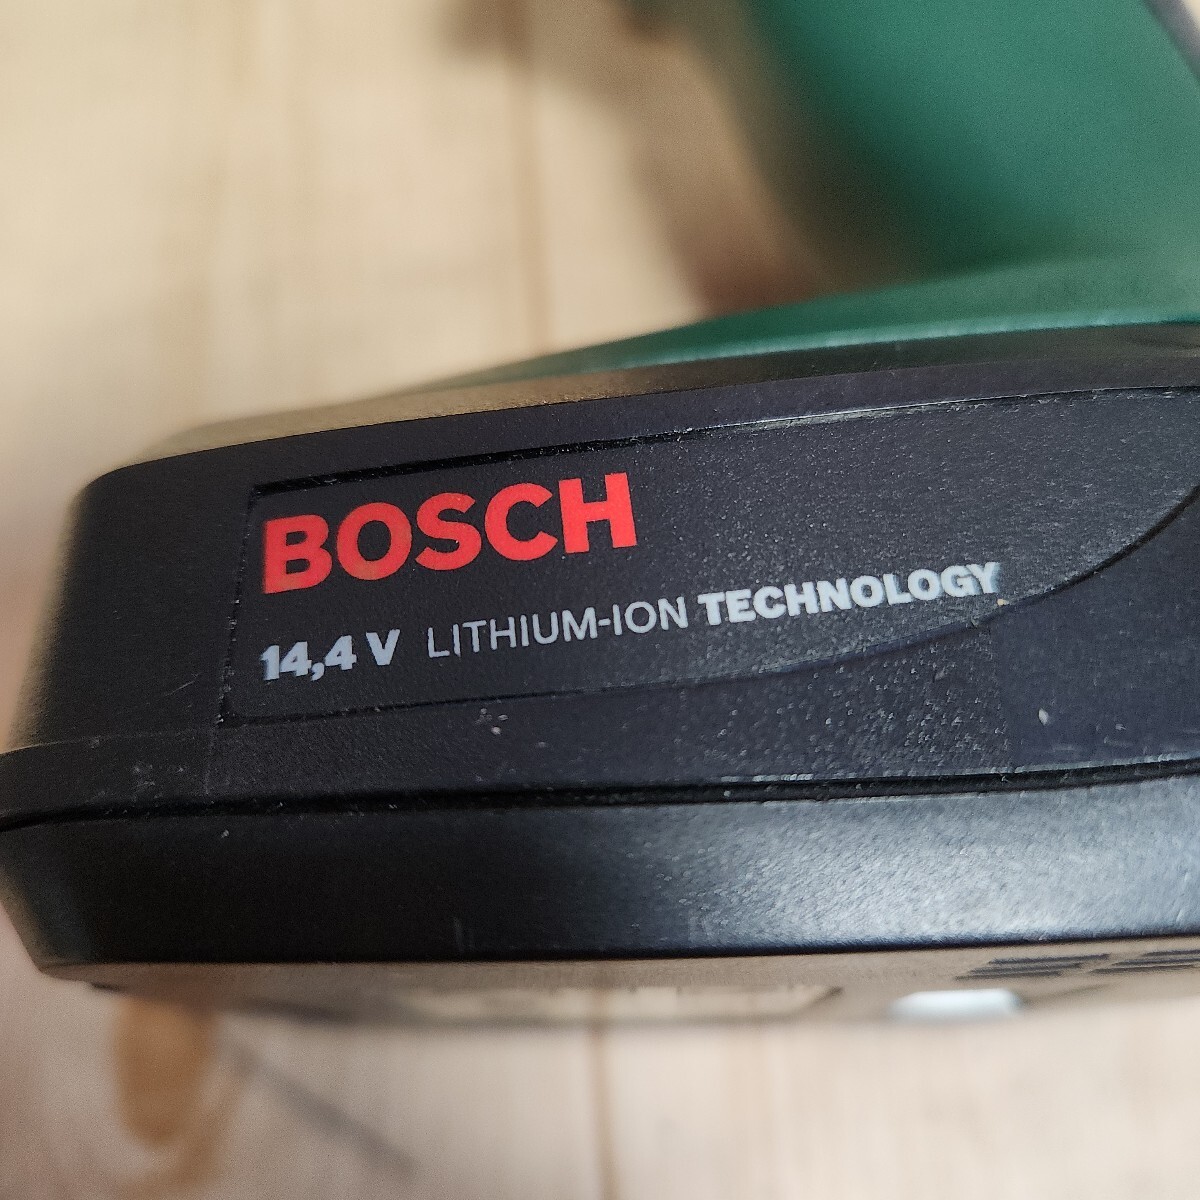 BOSCH
14,4 V LITHIUM-ION TECHNOLOGY